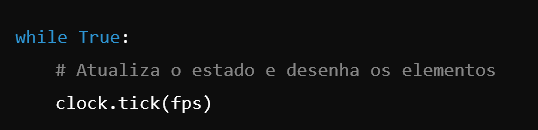 while True:
    # Atualiza o estado e desenha os elementos
    clock.tick(fps)